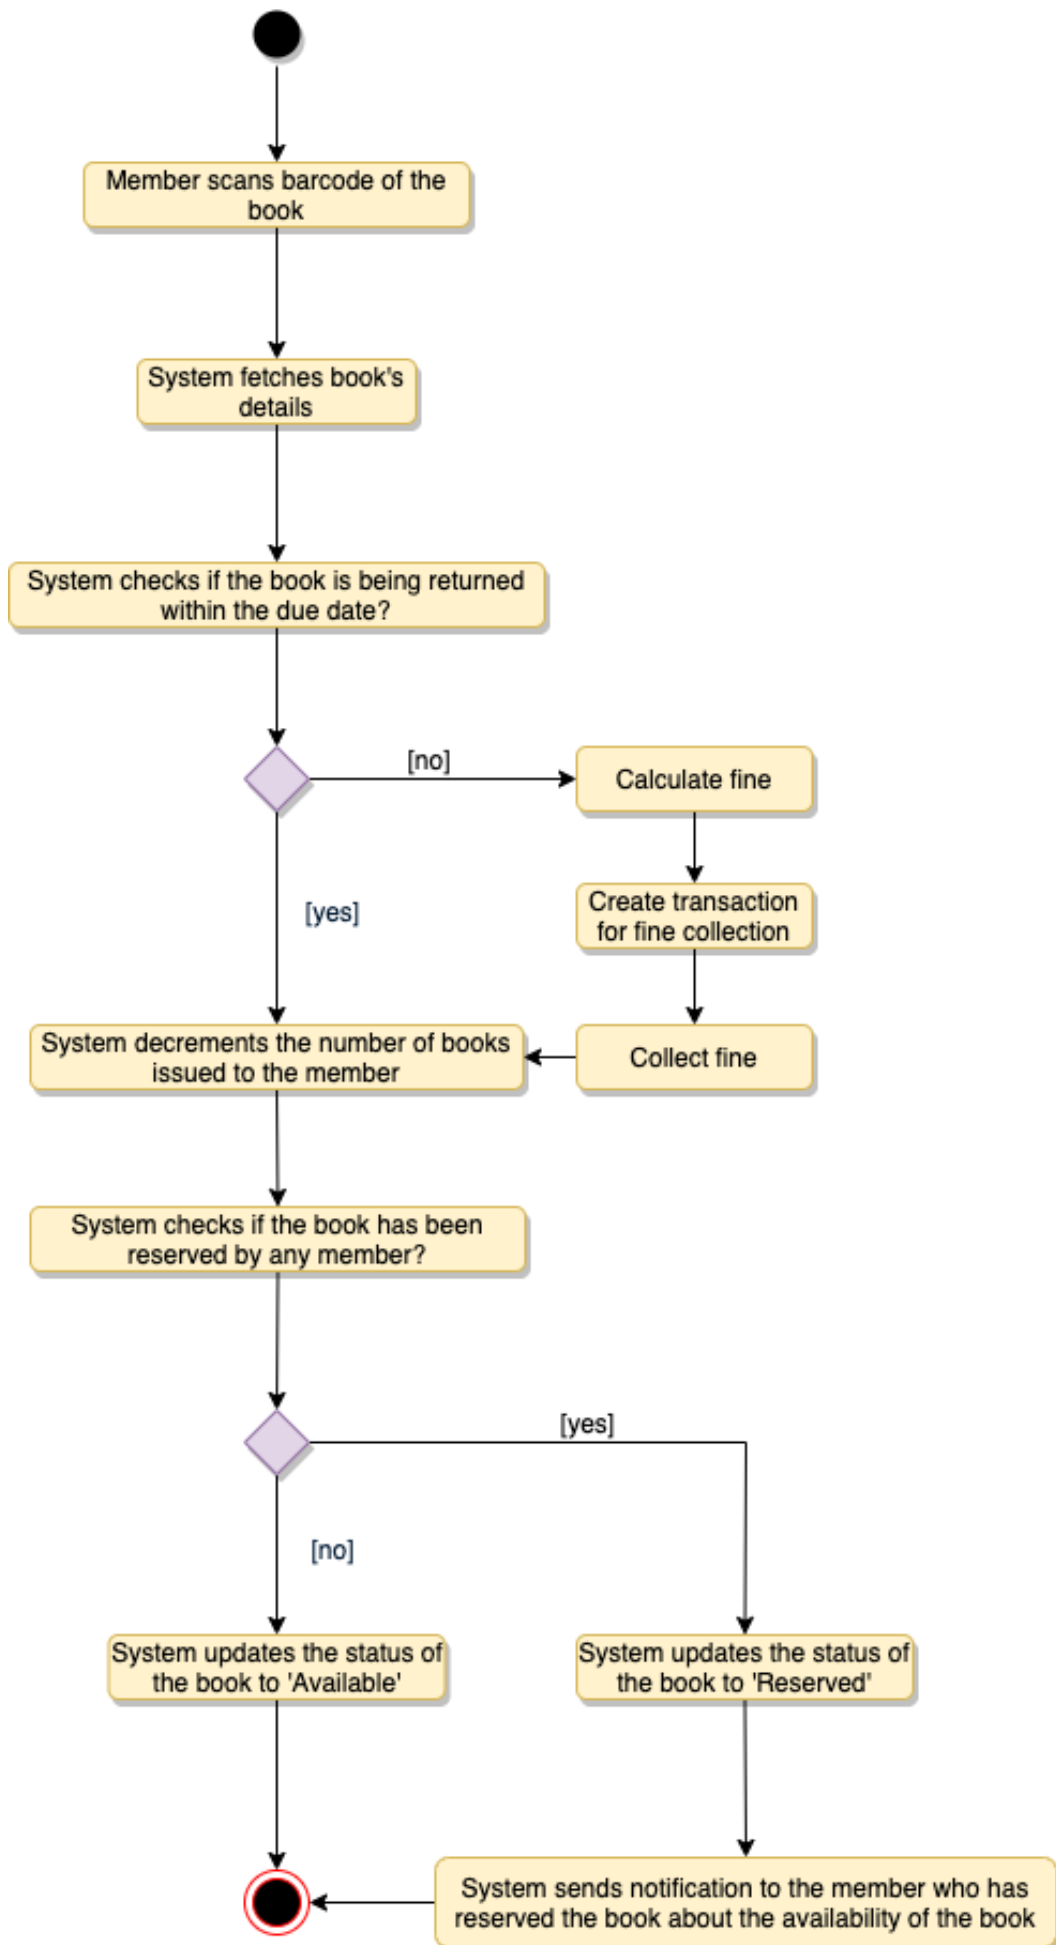 Member scans barcode of the
book
System fetches book's
details
System checks if the book is being returned
within the due date?
[no]
Calculate fine
[yes]
Create transaction
for fine collection
System decrements the number of books
issued to the member
Collect fine
System checks if the book has been
reserved by any member?
[yes]
[no]
System updates the status of
the book to 'Available'
System updates the status of
the book to 'Reserved'
System sends notification to the member who has
reserved the book about the availability of the book